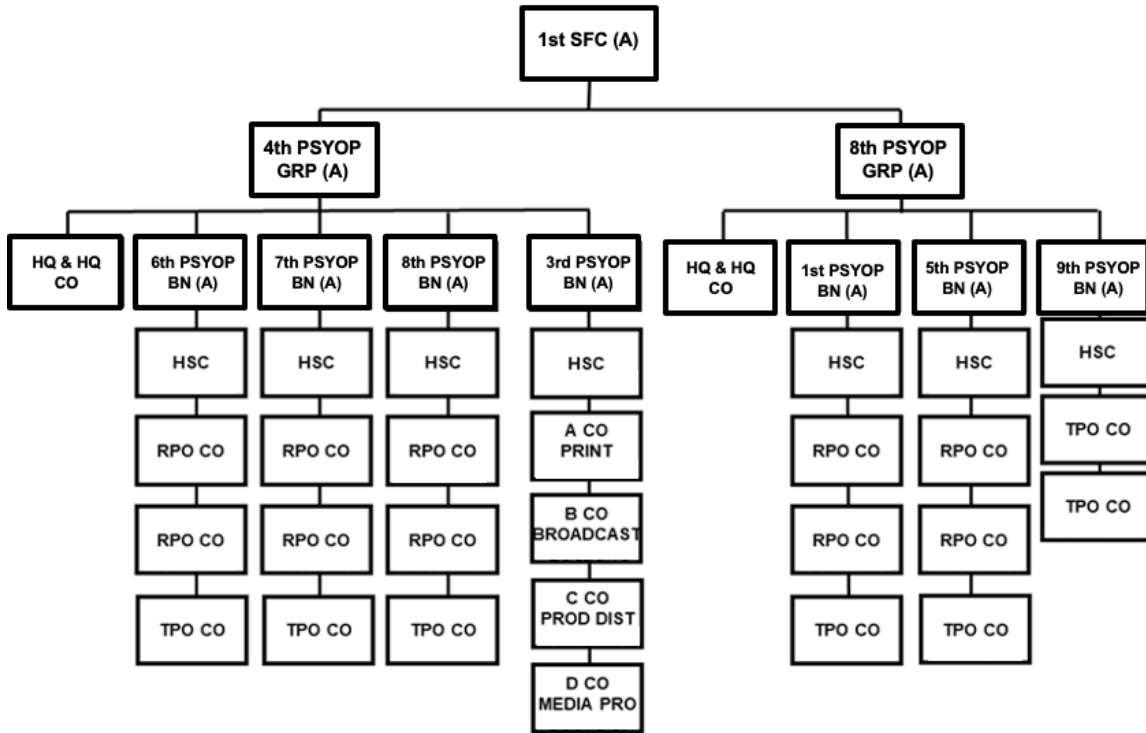 1st SFC (A)
4th PSYOP
GRP (A)
8th PSYOP
GRP (A)
HQ & HQ
CO
6th PSYOP
BN (A)
7th PSYOP
BN (A)
8th PSYOP
BN (A)
3rd PSYOP
BN (A)
HQ & HQ
CO
1st PSYOP
BN (A)
5th PSYOP
BN (A)
9th PSYOP
BN (A)
HSC
HSC
HSC
HSC
HSC
HSC
HSC
RPO CO
RPO CO
RPO CO
A CO
PRINT
RPO CO
RPO CO
TPO CO
RPO CO
RPO CO
RPO CO
B CO
BROADCAST
RPO CO
RPO CO
TPO CO
TPO CO
TPO CO
TPO CO
C CO
PROD DIST
TPO CO
TPO CO
D CO
MEDIA PRO